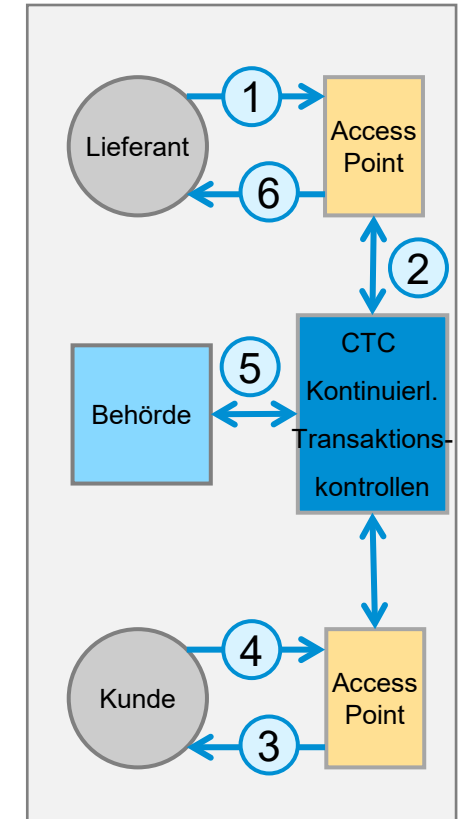 1
Lieferant
Access
Point
6
2
CTC
Kontinuierl.
Transaktions-
kontrollen
5
Behörde
4
Kunde
Access
Point
3